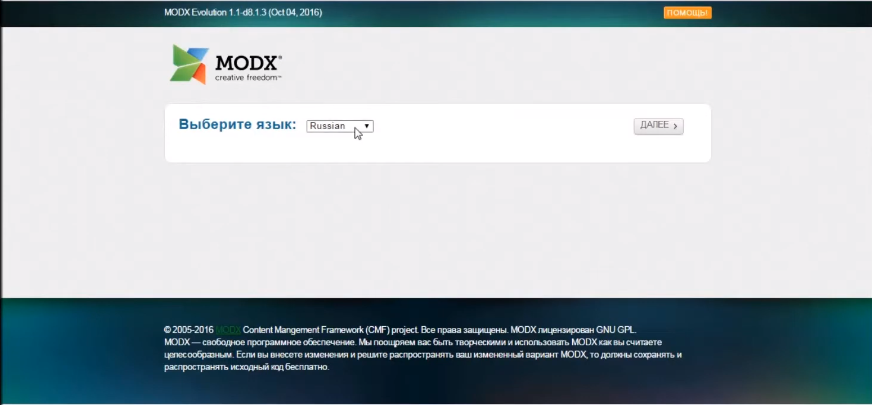 MODX Evolution 1.1-d8.1.3 (Oct 04, 2016)
ПОМОЩЬ!
MODX®
creative freedom™
Выберите язык: Russian
ДАЛЕЕ
© 2005-2016 MODX Content Mangement Framework (CMF) project. Все права защищены. MODX лицензирован GNU GPL.
MODX — свободное программное обеспечение. Мы поощряем вас быть творческими и использовать MODX как вы считаете
целесообразным. Если вы внесете изменения и решите распространять ваш измененный вариант MODX, то должны сохранять и
распространять исходный код бесплатно.